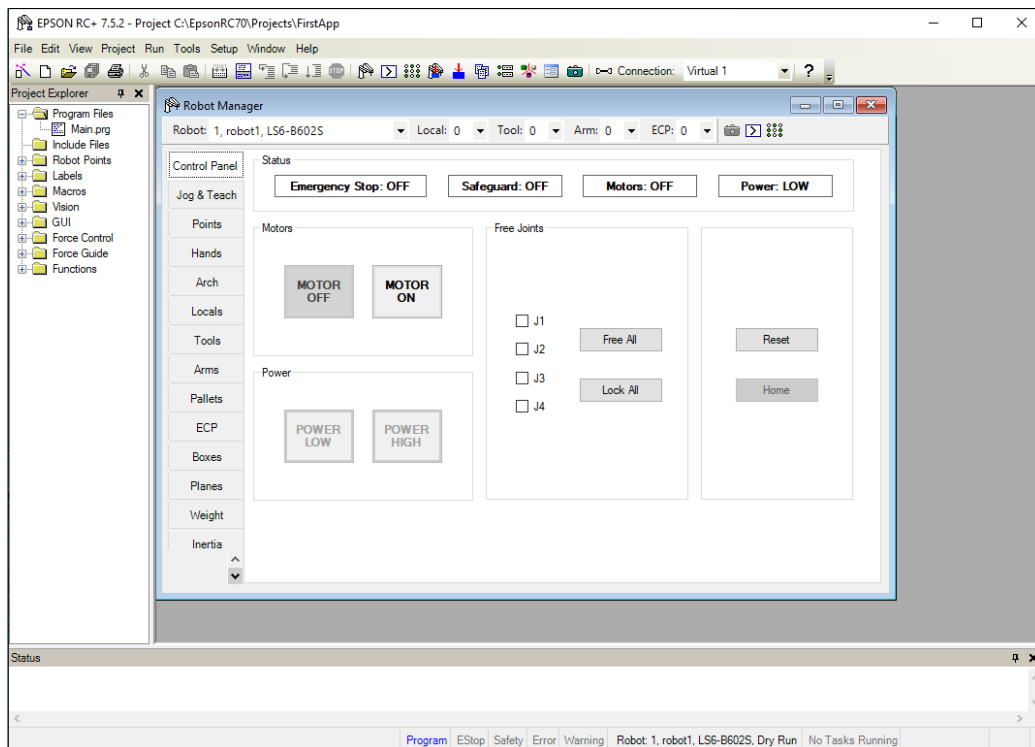 EPSON RC+ 7.5.2 - Project C:\EpsonRC70\Projects\FirstApp
File Edit View Project Run Tools Setup Window Help
STOP Connection: Virtual 1 ?
Project Explorer
Program Files
Main.prg
Include Files
Robot Points
Labels
Macros
Vision
GUI
Force Control
Force Guide
Functions
Robot Manager
Robot: 1, robot1, LS6-B602S Local: 0 Tool: 0 Arm: 0 ECP: 0
Control Panel
Jog & Teach
Points
Hands
Arch
Locals
Tools
Arms
Pallets
ECP
Boxes
Planes
Weight
Inertia
Status
Emergency Stop: OFF Safeguard: OFF Motors: OFF Power: LOW
Motors
MOTOR OFF
MOTOR ON
Power
POWER LOW
POWER HIGH
Free Joints
J1
J2
J3
J4
Free All
Lock All
Reset
Home
Status
Program EStop Safety Error Warning Robot: 1, robot1, LS6-B602S, Dry Run No Tasks Running